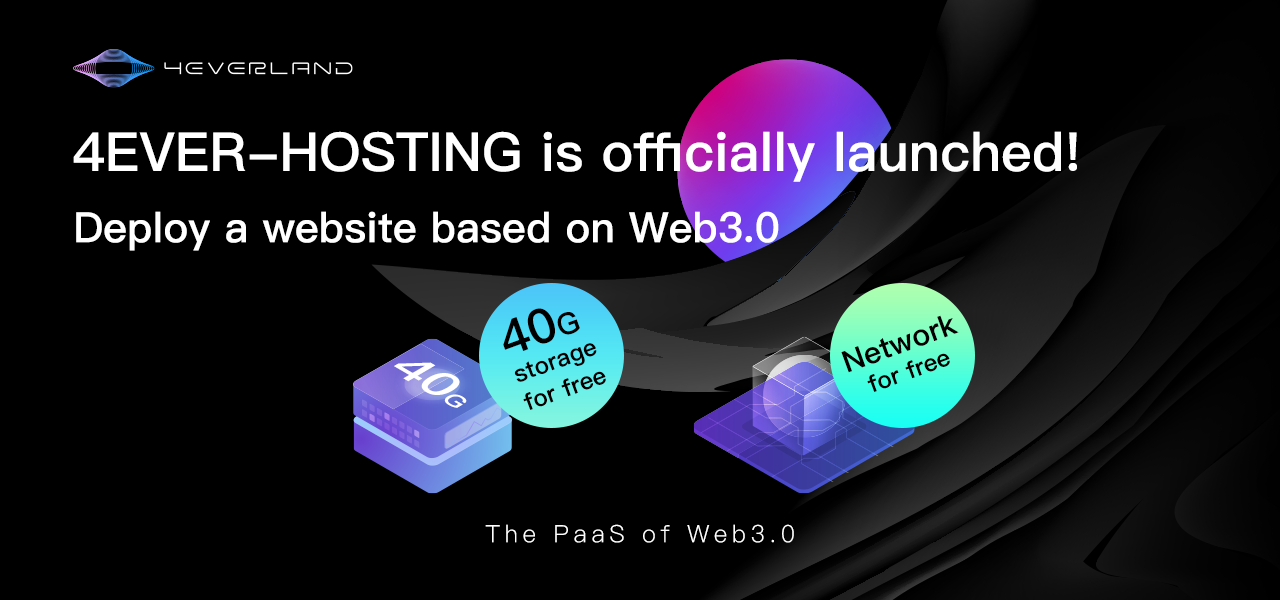 4EVERLAND
4EVER–HOSTING is officially launched!
Deploy a website based on Web3.0
40G
40G
storage
for free
Network
for free
The PaaS of Web3.0